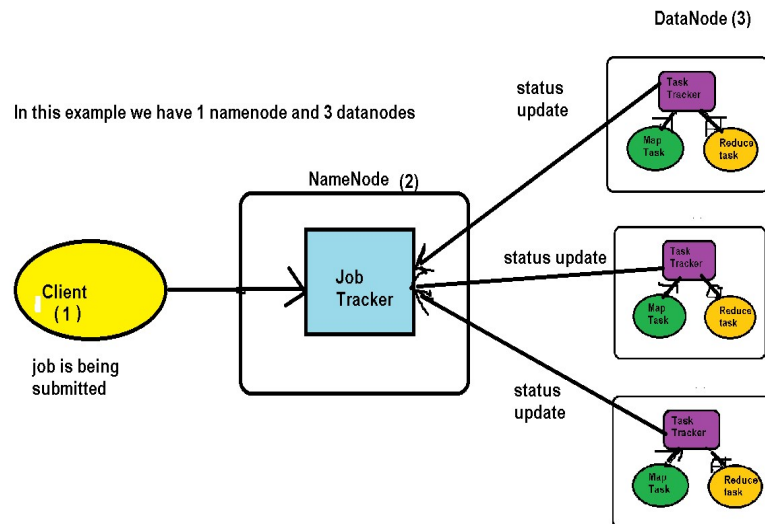 DataNode (3)
In this example we have 1 namenode and 3 datanodes
status
update
Task
Tracker
Map
Task
Reduce
task
NameNode (2)
Job
Tracker
Client
(1)
job is being
submitted
status update
Task
Tracker
Map
Task
Reduce
task
status
update
Task
Tracker
Map
Task
Reduce
task